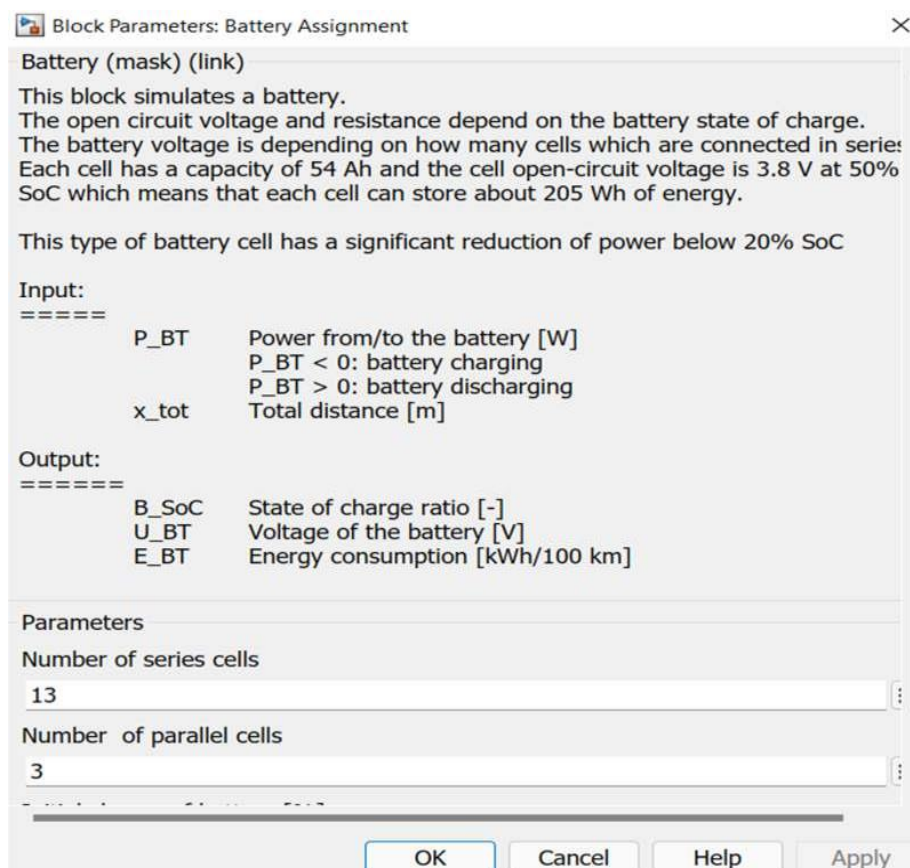 Block Parameters: Battery Assignment
Battery (mask) (link)
This block simulates a battery.
The open circuit voltage and resistance depend on the battery state of charge.
The battery voltage is depending on how many cells which are connected in series
Each cell has a capacity of 54 Ah and the cell open-circuit voltage is 3.8 V at 50%
SoC which means that each cell can store about 205 Wh of energy.
This type of battery cell has a significant reduction of power below 20% SoC
Input:
=====
P_BT Power from/to the battery [W]
P_BT < 0: battery charging
P_BT > 0: battery discharging
x_tot Total distance [m]
Output:
======
B_SoC State of charge ratio [-]
U_BT Voltage of the battery [V]
E_BT Energy consumption [kWh/100 km]
Parameters
Number of series cells
13
Number of parallel cells
3
OK Cancel Help Apply